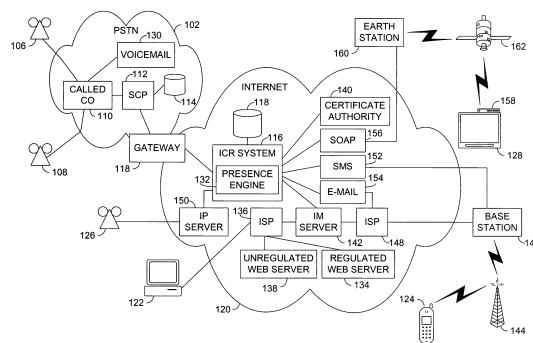 PSTN
102
106
130
VOICEMAIL
112
CALLED
CO
110
SCP
114
108
GATEWAY
118
EARTH
STATION
160
162
158
128
INTERNET
118
140
CERTIFICATE
AUTHORITY
116
ICR SYSTEM
156
SOAP
132
PRESENCE
ENGINE
152
SMS
154
E-MAIL
150
IP
SERVER
126
136
ISP
IM
SERVER
142
ISP
148
BASE
STATION
14
UNREGULATED
WEB SERVER
138
REGULATED
WEB SERVER
134
122
120
124
144